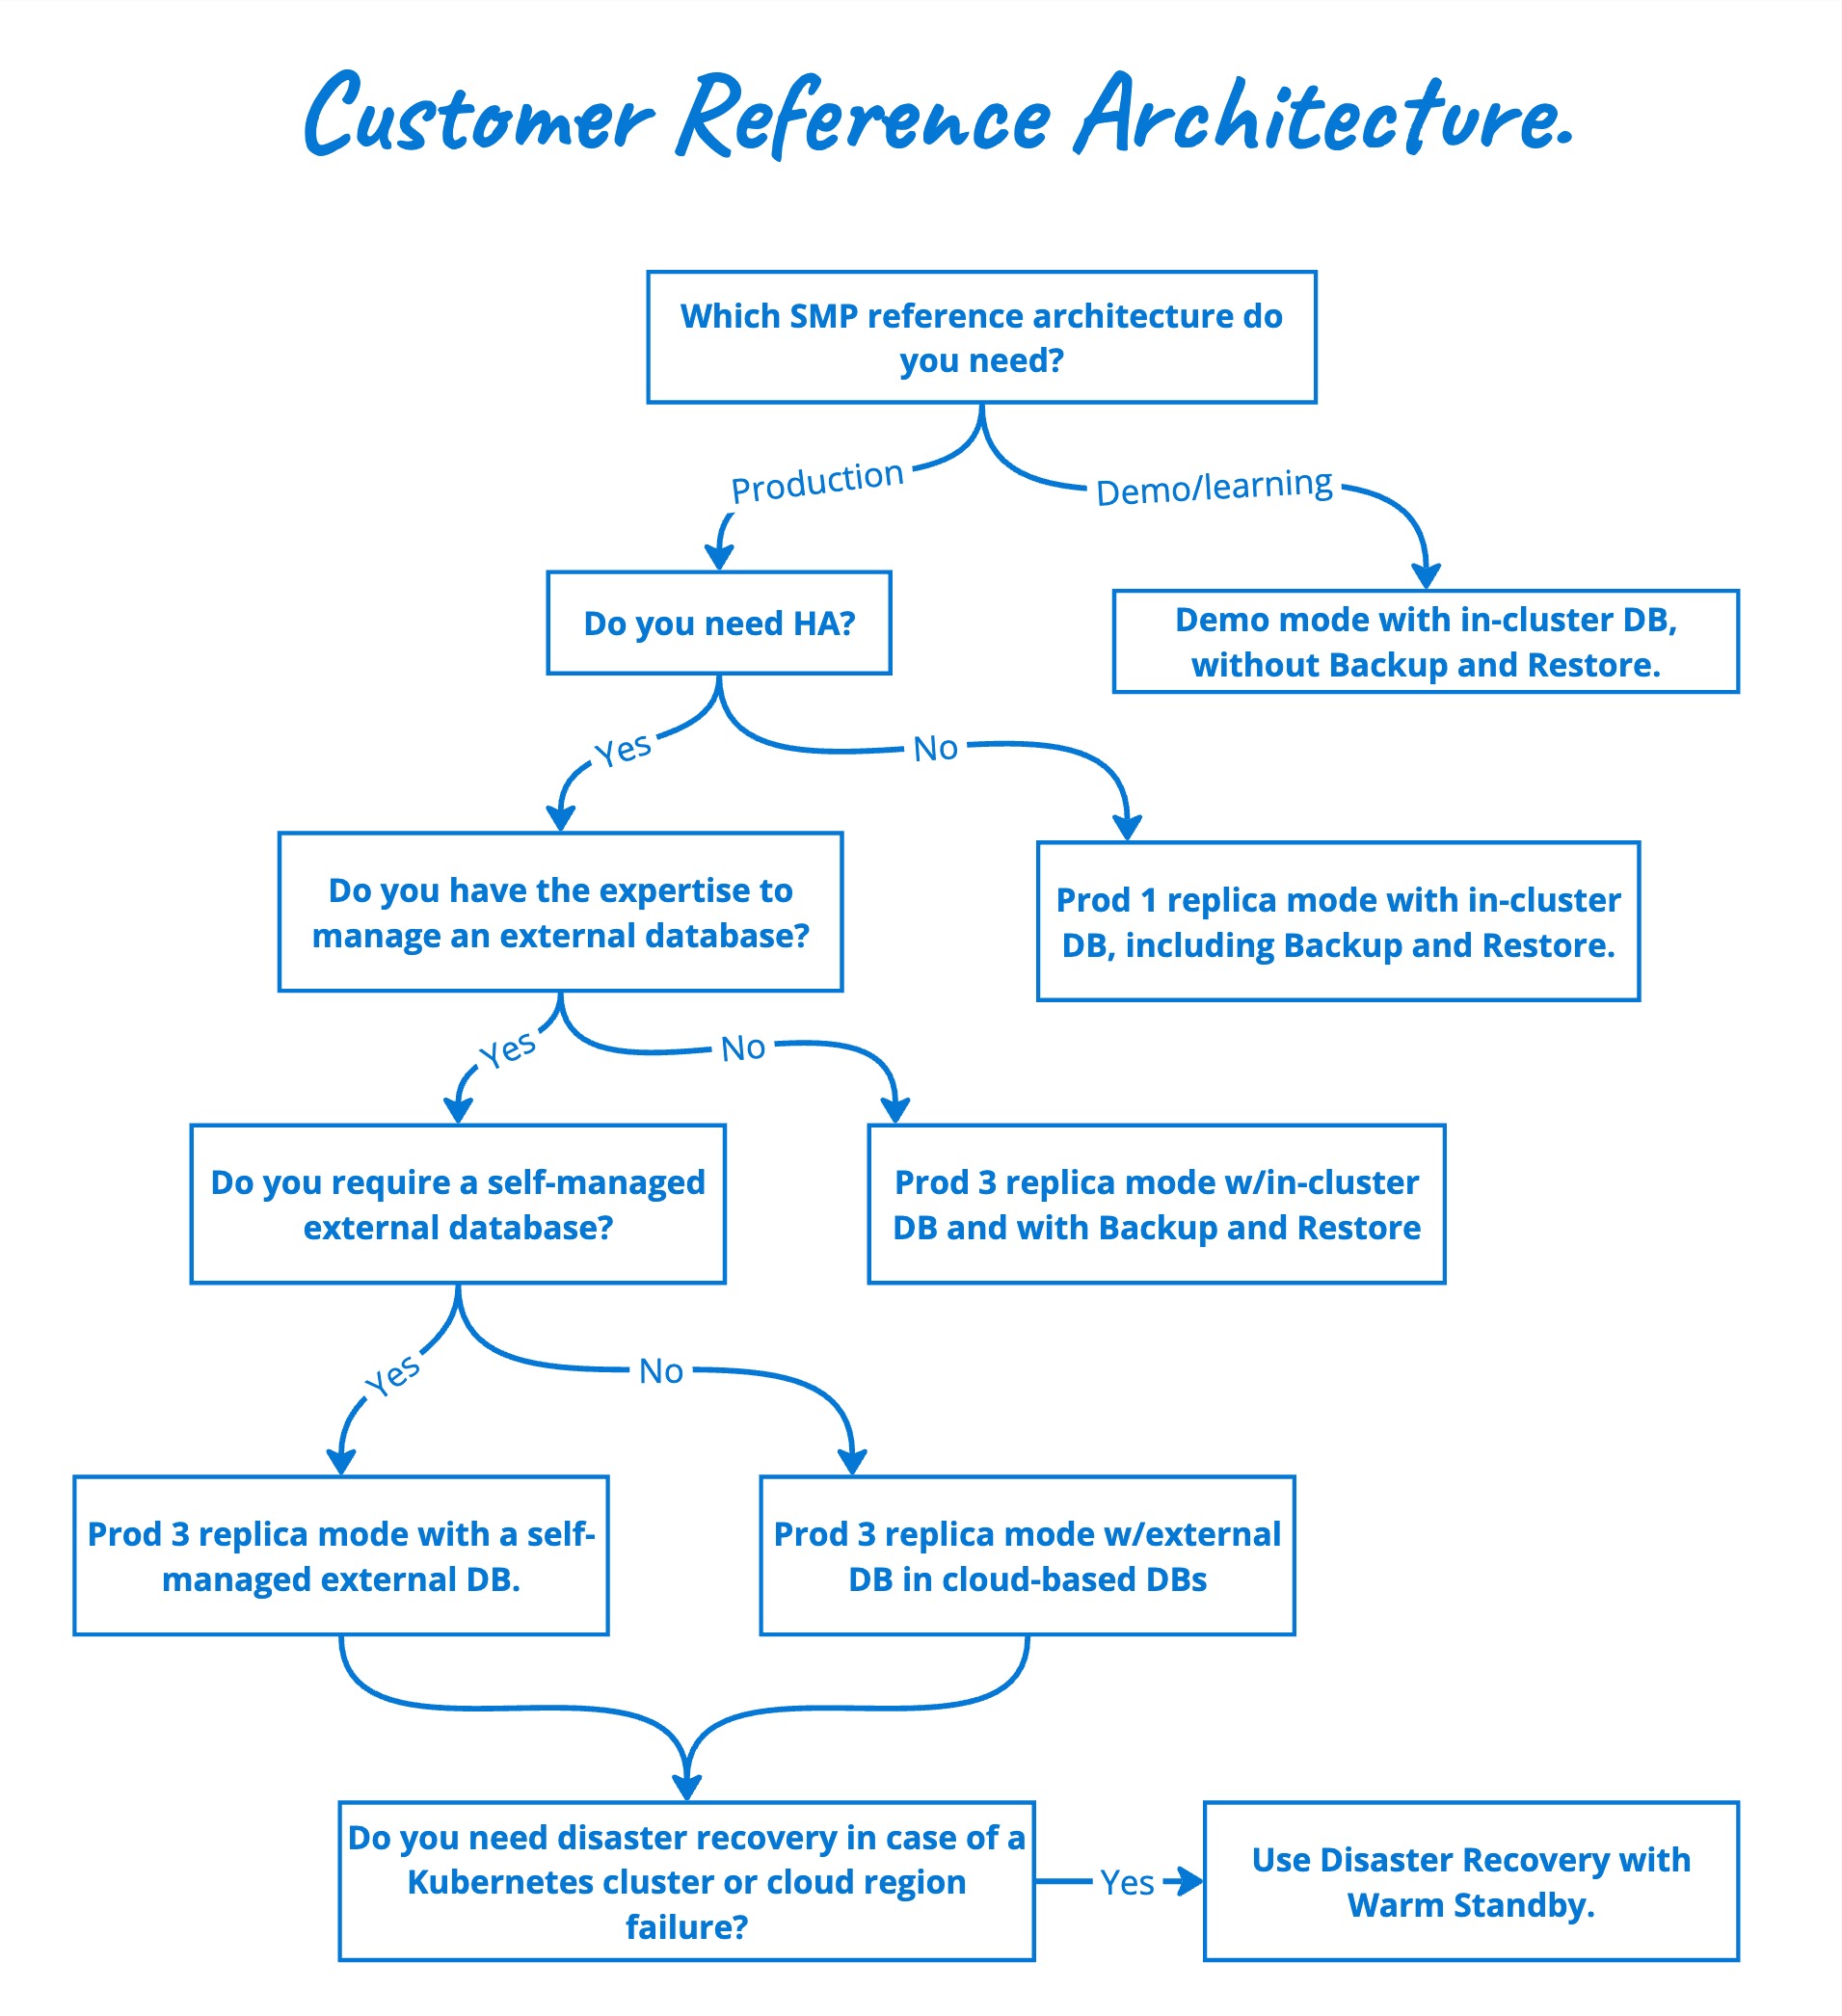 Customer Reference Architecture.
Which SMP reference architecture do
you need?
Production
Demo/learning
Do you need HA?
Demo mode with in-cluster DB,
without Backup and Restore.
Yes
No
Do you have the expertise to
manage an external database?
Prod 1 replica mode with in-cluster
DB, including Backup and Restore.
Yes
No
Do you require a self-managed
external database?
Prod 3 replica mode w/in-cluster
DB and with Backup and Restore
Yes
No
Prod 3 replica mode with a self-
managed external DB.
Prod 3 replica mode w/external
DB in cloud-based DBs
Do you need disaster recovery in case of a
Kubernetes cluster or cloud region
failure?
Yes
Use Disaster Recovery with
Warm Standby.